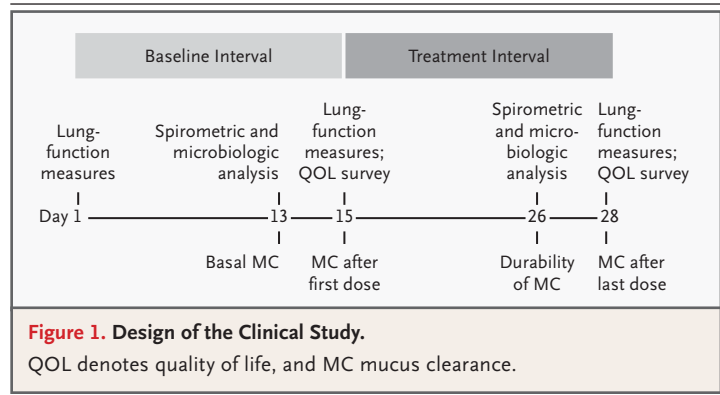 Baseline Interval
Treatment Interval
Lung-
function
measures
Spirometric and
microbiologic
analysis
Lung-
function
measures;
QOL survey
Spirometric
and micro-
biologic
analysis
Lung-
function
measures;
QOL survey
Day 1
13
15
26
28
Basal MC
MC after
first dose
Durability
of MC
MC after
last dose
Figure 1. Design of the Clinical Study.
QOL denotes quality of life, and MC mucus clearance.